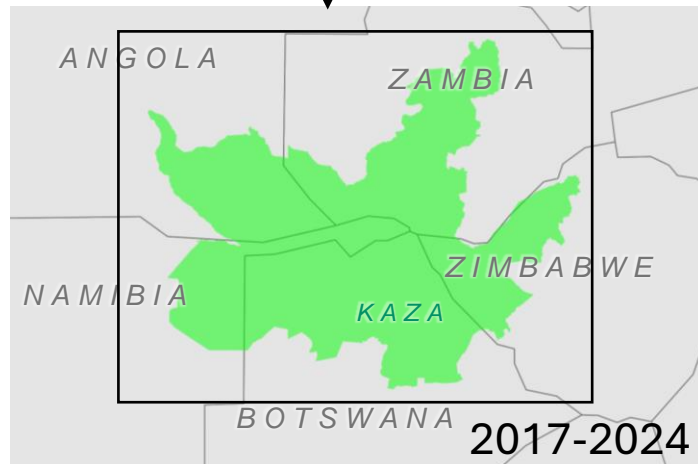 ANGOLA
ZAMBIA
ZIMBABWE
NAMIBIA
KAZA
BOTSWANA
2017-2024